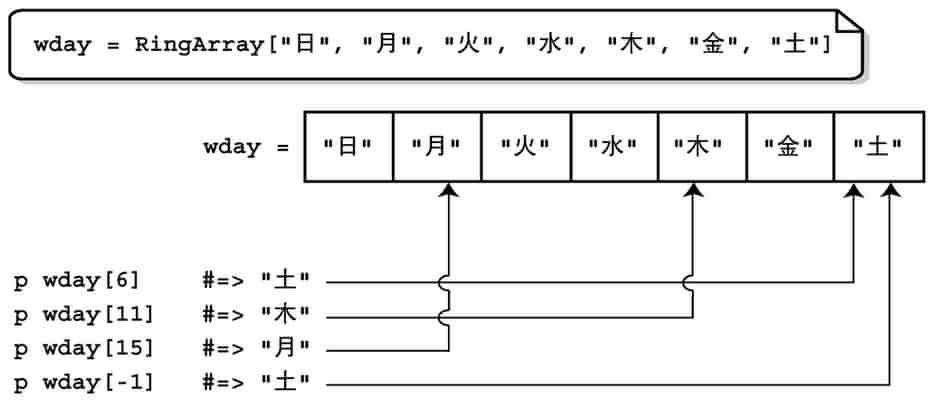 wday = RingArray["日", "月", "火", "水", "木", "金", "土"]
wday = "日" "月" "火" "水" "木" "金" "土"
p wday[6] #=> "土"
p wday[11] #=> "木"
p wday[15] #=> "月"
p wday[-1] #=> "土"